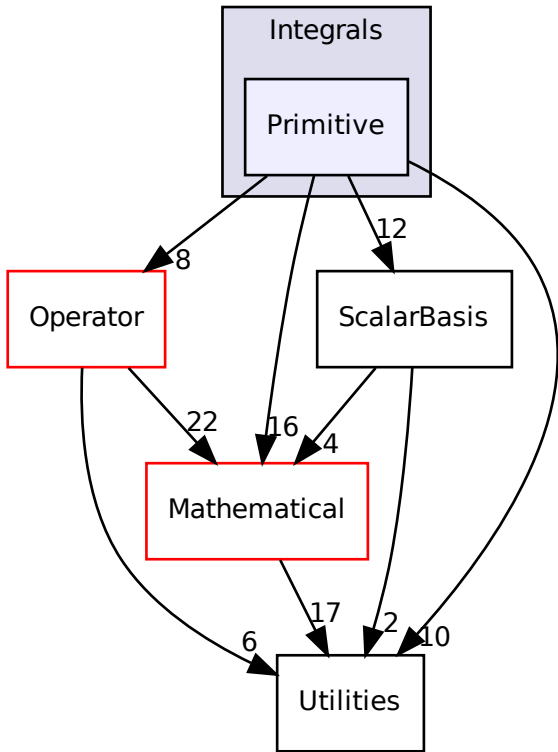 Integrals
Primitive
12
8
Operator
ScalarBasis
22
16
4
Mathematical
17
2
6
10
Utilities